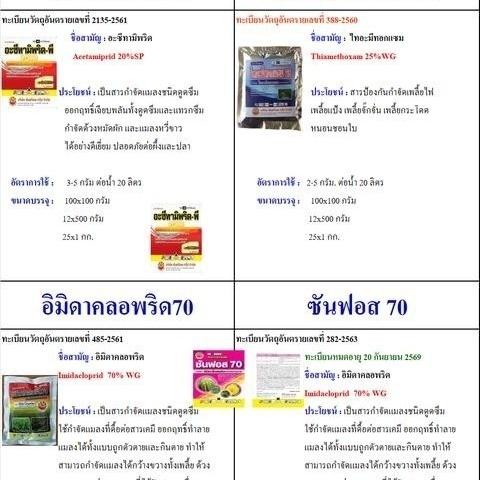 ทะเบียนวัตถุอันตรายเลขที่ 2135-2561
ชื่อสามัญ : อะซีทามิพริด
Acetamiprid 20%SP
อะซีทามิพริด-พี
ประโยชน์ : เป็นสารกำจัดแมลงชนิดดูดซึม
ออกฤทธิ์เฉียบพลันทั้งดูดซึมและแทรกซึม
กำจัดด้วงหมัดผัก และแมลงหวี่ขาว
ได้อย่างดีเยี่ยม ปลอดภัยต่อผึ้งและปลา
อัตราการใช้ : 3-5 กรัม ต่อน้ำ 20 ลิตร
ขนาดบรรจุ : 100x100 กรัม
12x500 กรัม
25x1 กก.
อะซีทามิพริด-พี
ทะเบียนวัตถุอันตรายเลขที่ 388-2560
ชื่อสามัญ : ไทอะมีทอกแซม
Thiamethoxam 25%WG
ประโยชน์ : สารป้องกันกำจัดเพลี้ยไฟ
เพลี้ยแป้ง เพลี้ยจักจั่น เพลี้ยกระโดด
หนอนชอนใบ
อัตราการใช้ : 2-5 กรัม. ต่อน้ำ 20 ลิตร
ขนาดบรรจุ : 100x100 กรัม
12x500 กรัม
25x1 กก.
อิมิดาคลอพริด70
ทะเบียนวัตถุอันตรายเลขที่ 485-2561
ชื่อสามัญ : อิมิดาคลอพริด
Imidacloprid 70% WG
ประโยชน์ : เป็นสารกำจัดแมลงชนิดดูดซึม
ใช้กำจัดแมลงที่ดื้อต่อสารเคมี ออกฤทธิ์ทำลาย
แมลงได้ทั้งแบบถูกตัวตายและกินตาย ทำให้
สามารถกำจัดแมลงได้กว้างขวางทั้งเพลี้ย ด้วง
ซันฟอส 70
ทะเบียนวัตถุอันตรายเลขที่ 282-2563
ทะเบียนหมดอายุ 20 กันยายน 2569
ชื่อสามัญ : อิมิดาคลอพริด
Imidacloprid 70% WG
ซันฟอส 70
ประโยชน์ : เป็นสารกำจัดแมลงชนิดดูดซึม
ใช้กำจัดแมลงที่ดื้อต่อสารเคมี ออกฤทธิ์ทำลาย
แมลงได้ทั้งแบบถูกตัวตายและกินตาย ทำให้
สามารถกำจัดแมลงได้กว้างขวางทั้งเพลี้ย ด้วง